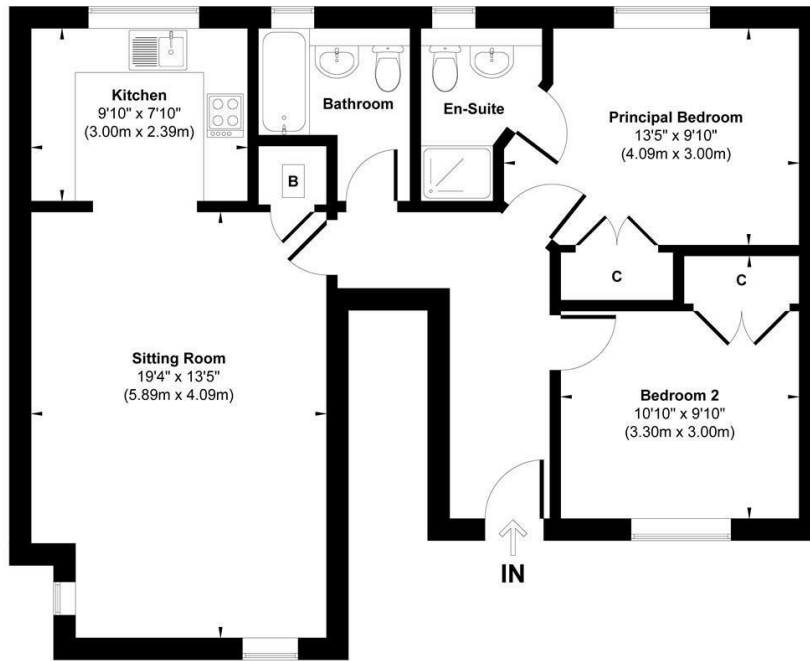 Kitchen
9'10" x 7'10"
(3.00m x 2.39m)
Bathroom
En-Suite
Principal Bedroom
13'5" x 9'10"
(4.09m x 3.00m)
B
C
C
Sitting Room
19'4" x 13'5"
(5.89m x 4.09m)
Bedroom 2
10'10" x 9'10"
(3.30m x 3.00m)
IN